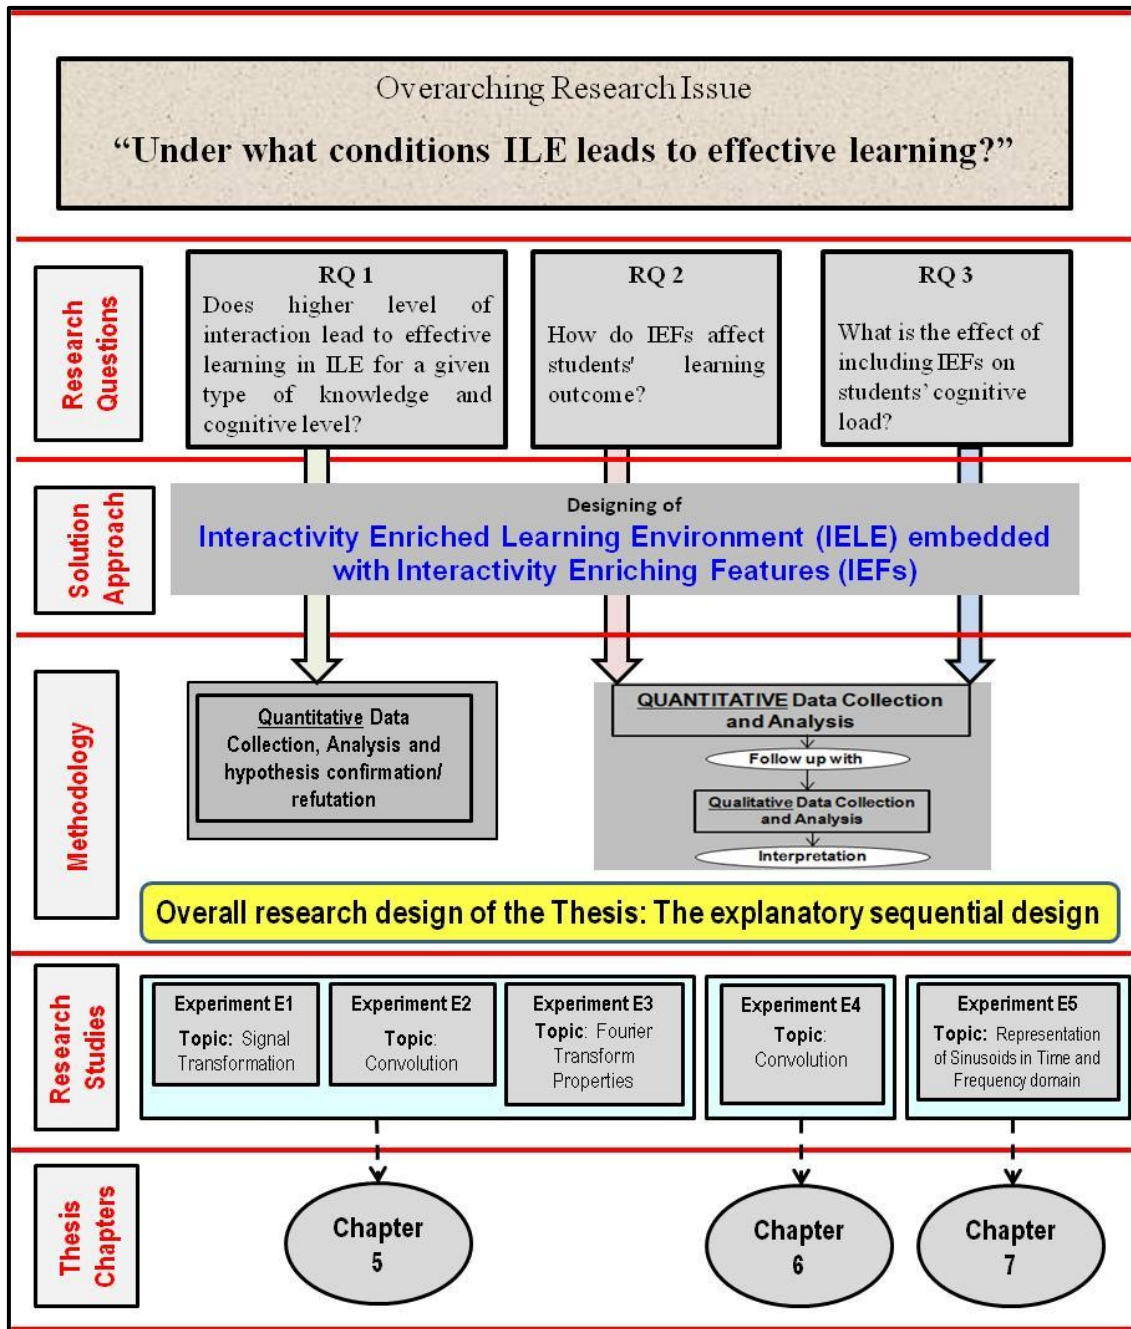 Overarching Research Issue
“Under what conditions ILE leads to effective learning?”
Research
Questions
RQ 1
Does higher level of
interaction lead to effective
learning in ILE for a given
type of knowledge and
cognitive level?
RQ 2
How do IEFs affect
students' learning
outcome?
RQ 3
What is the effect of
including IEFs on
students’ cognitive
load?
Solution
Approach
Designing of
Interactivity Enriched Learning Environment (IELE) embedded
with Interactivity Enriching Features (IEFs)
Methodology
Quantitative Data
Collection, Analysis and
hypothesis confirmation/
refutation
QUANTITATIVE Data Collection
and Analysis
Follow up with
Qualitative Data Collection
and Analysis
Interpretation
Overall research design of the Thesis: The explanatory sequential design
Research
Studies
Experiment E1
Topic: Signal
Transformation
Experiment E2
Topic:
Convolution
Experiment E3
Topic: Fourier
Transform
Properties
Experiment E4
Topic:
Convolution
Experiment E5
Topic: Representation
of Sinusoids in Time and
Frequency domain
Thesis
Chapters
Chapter
5
Chapter
6
Chapter
7